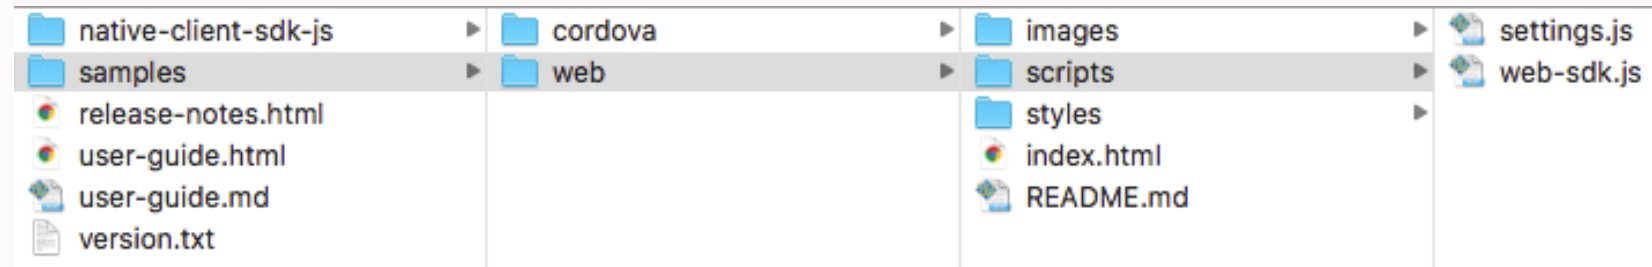 native-client-sdk-js
samples
release-notes.html
user-guide.html
user-guide.md
version.txt
cordova
web
images
scripts
styles
index.html
README.md
settings.js
web-sdk.js